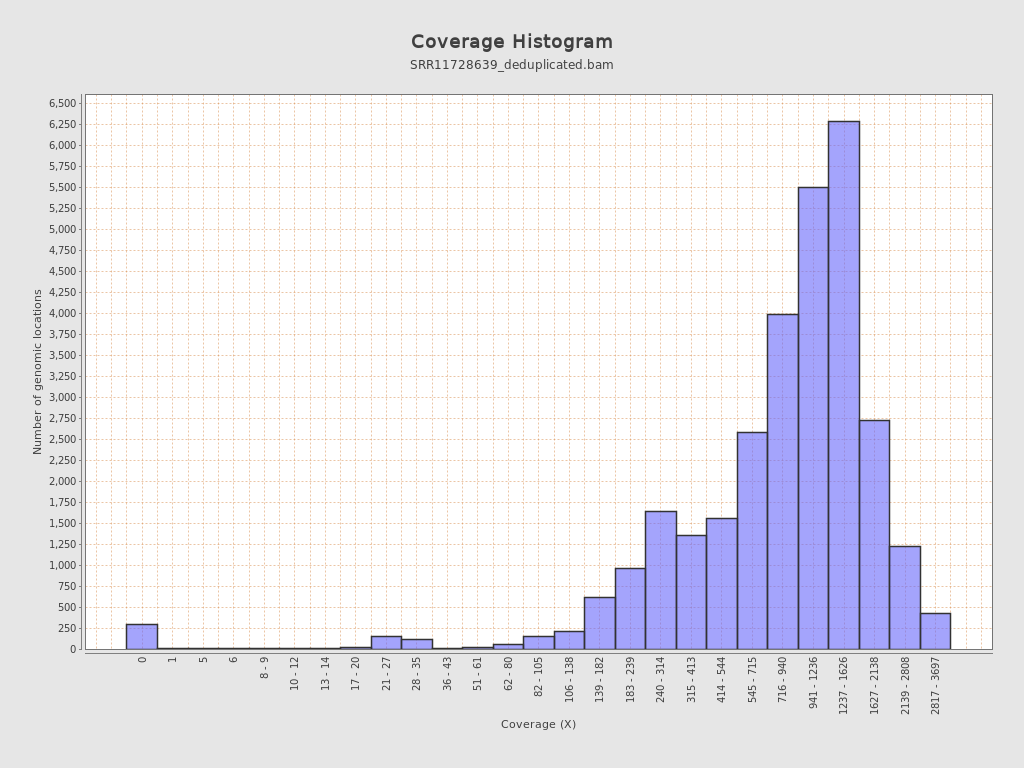 Coverage Histogram
SRR11728639_deduplicated.bam
Number of genomic locations
6,500
6,250
6,000
5,750
5,500
5,250
5,000
4,750
4,500
4,250
4,000
3,750
3,500
3,250
3,000
2,750
2,500
2,250
2,000
1,750
1,500
1,250
1,000
750
500
250
0
0
1
5
6
8 - 9
10 - 12
13 - 14
17 - 20
21 - 27
28 - 35
36 - 43
51 - 61
62 - 80
82 - 105
106 - 138
139 - 182
183 - 239
240 - 314
315 - 413
414 - 544
545 - 715
716 - 940
941 - 1236
1237 - 1626
1627 - 2138
2139 - 2808
2817 - 3697
Coverage (X)